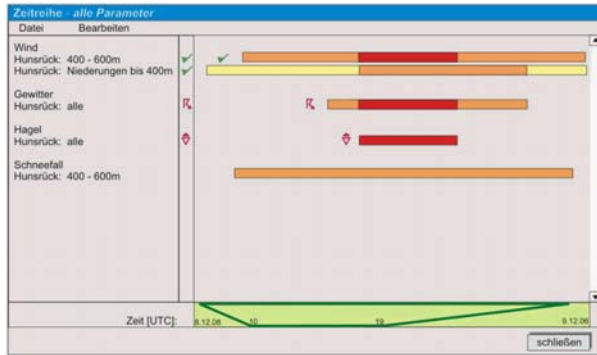 Zeitreihe - alle Parameter
Datei Bearbeiten
Wind
Hunsrück: 400 - 600m
Hunsrück: Niederungen bis 400m
Gewitter
Hunsrück: alle
Hagel
Hunsrück: alle
Schneefall
Hunsrück: 400 - 600m
Zeit [UTC]: 8.12.06 10 19 9.12.06
schließen